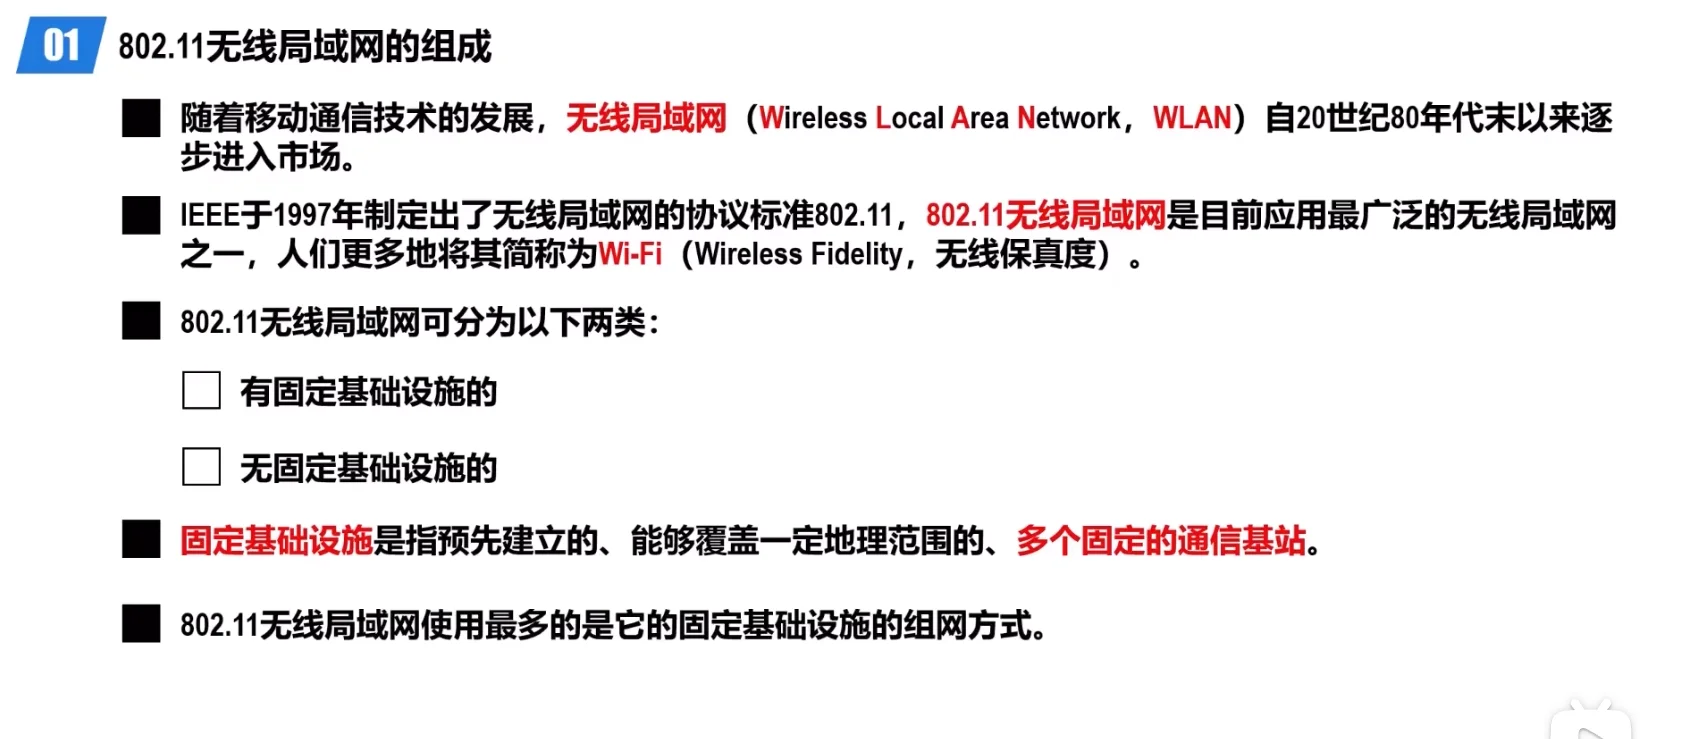 01 802.11无线局域网的组成
随着移动通信技术的发展，无线局域网（Wireless Local Area Network，WLAN）自20世纪80年代末以来逐
步进入市场。
IEEE于1997年制定出了无线局域网的协议标准802.11，802.11无线局域网是目前应用最广泛的无线局域网
之一，人们更多地将其简称为Wi-Fi（Wireless Fidelity，无线保真度）。
802.11无线局域网可分为以下两类：
有固定基础设施的
无固定基础设施的
固定基础设施是指预先建立的、能够覆盖一定地理范围的、多个固定的通信基站。
802.11无线局域网使用最多的是它的固定基础设施的组网方式。